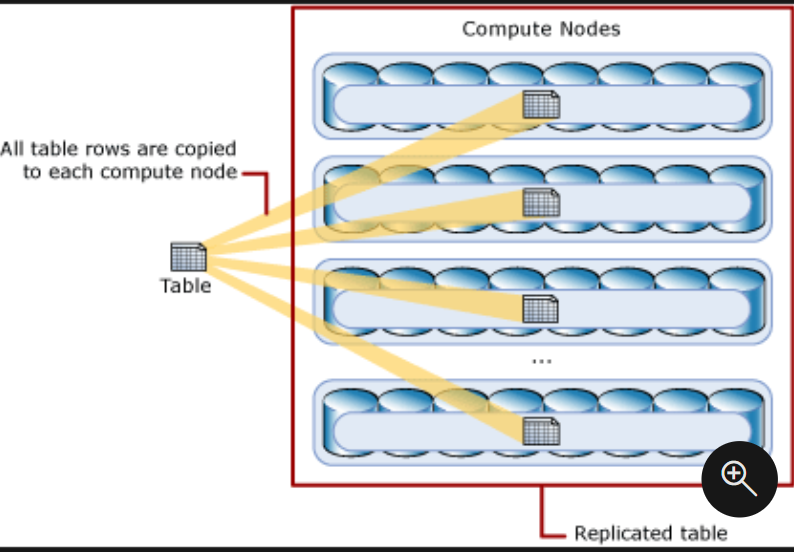 Compute Nodes
All table rows are copied
to each compute node
Table
...
Replicated table